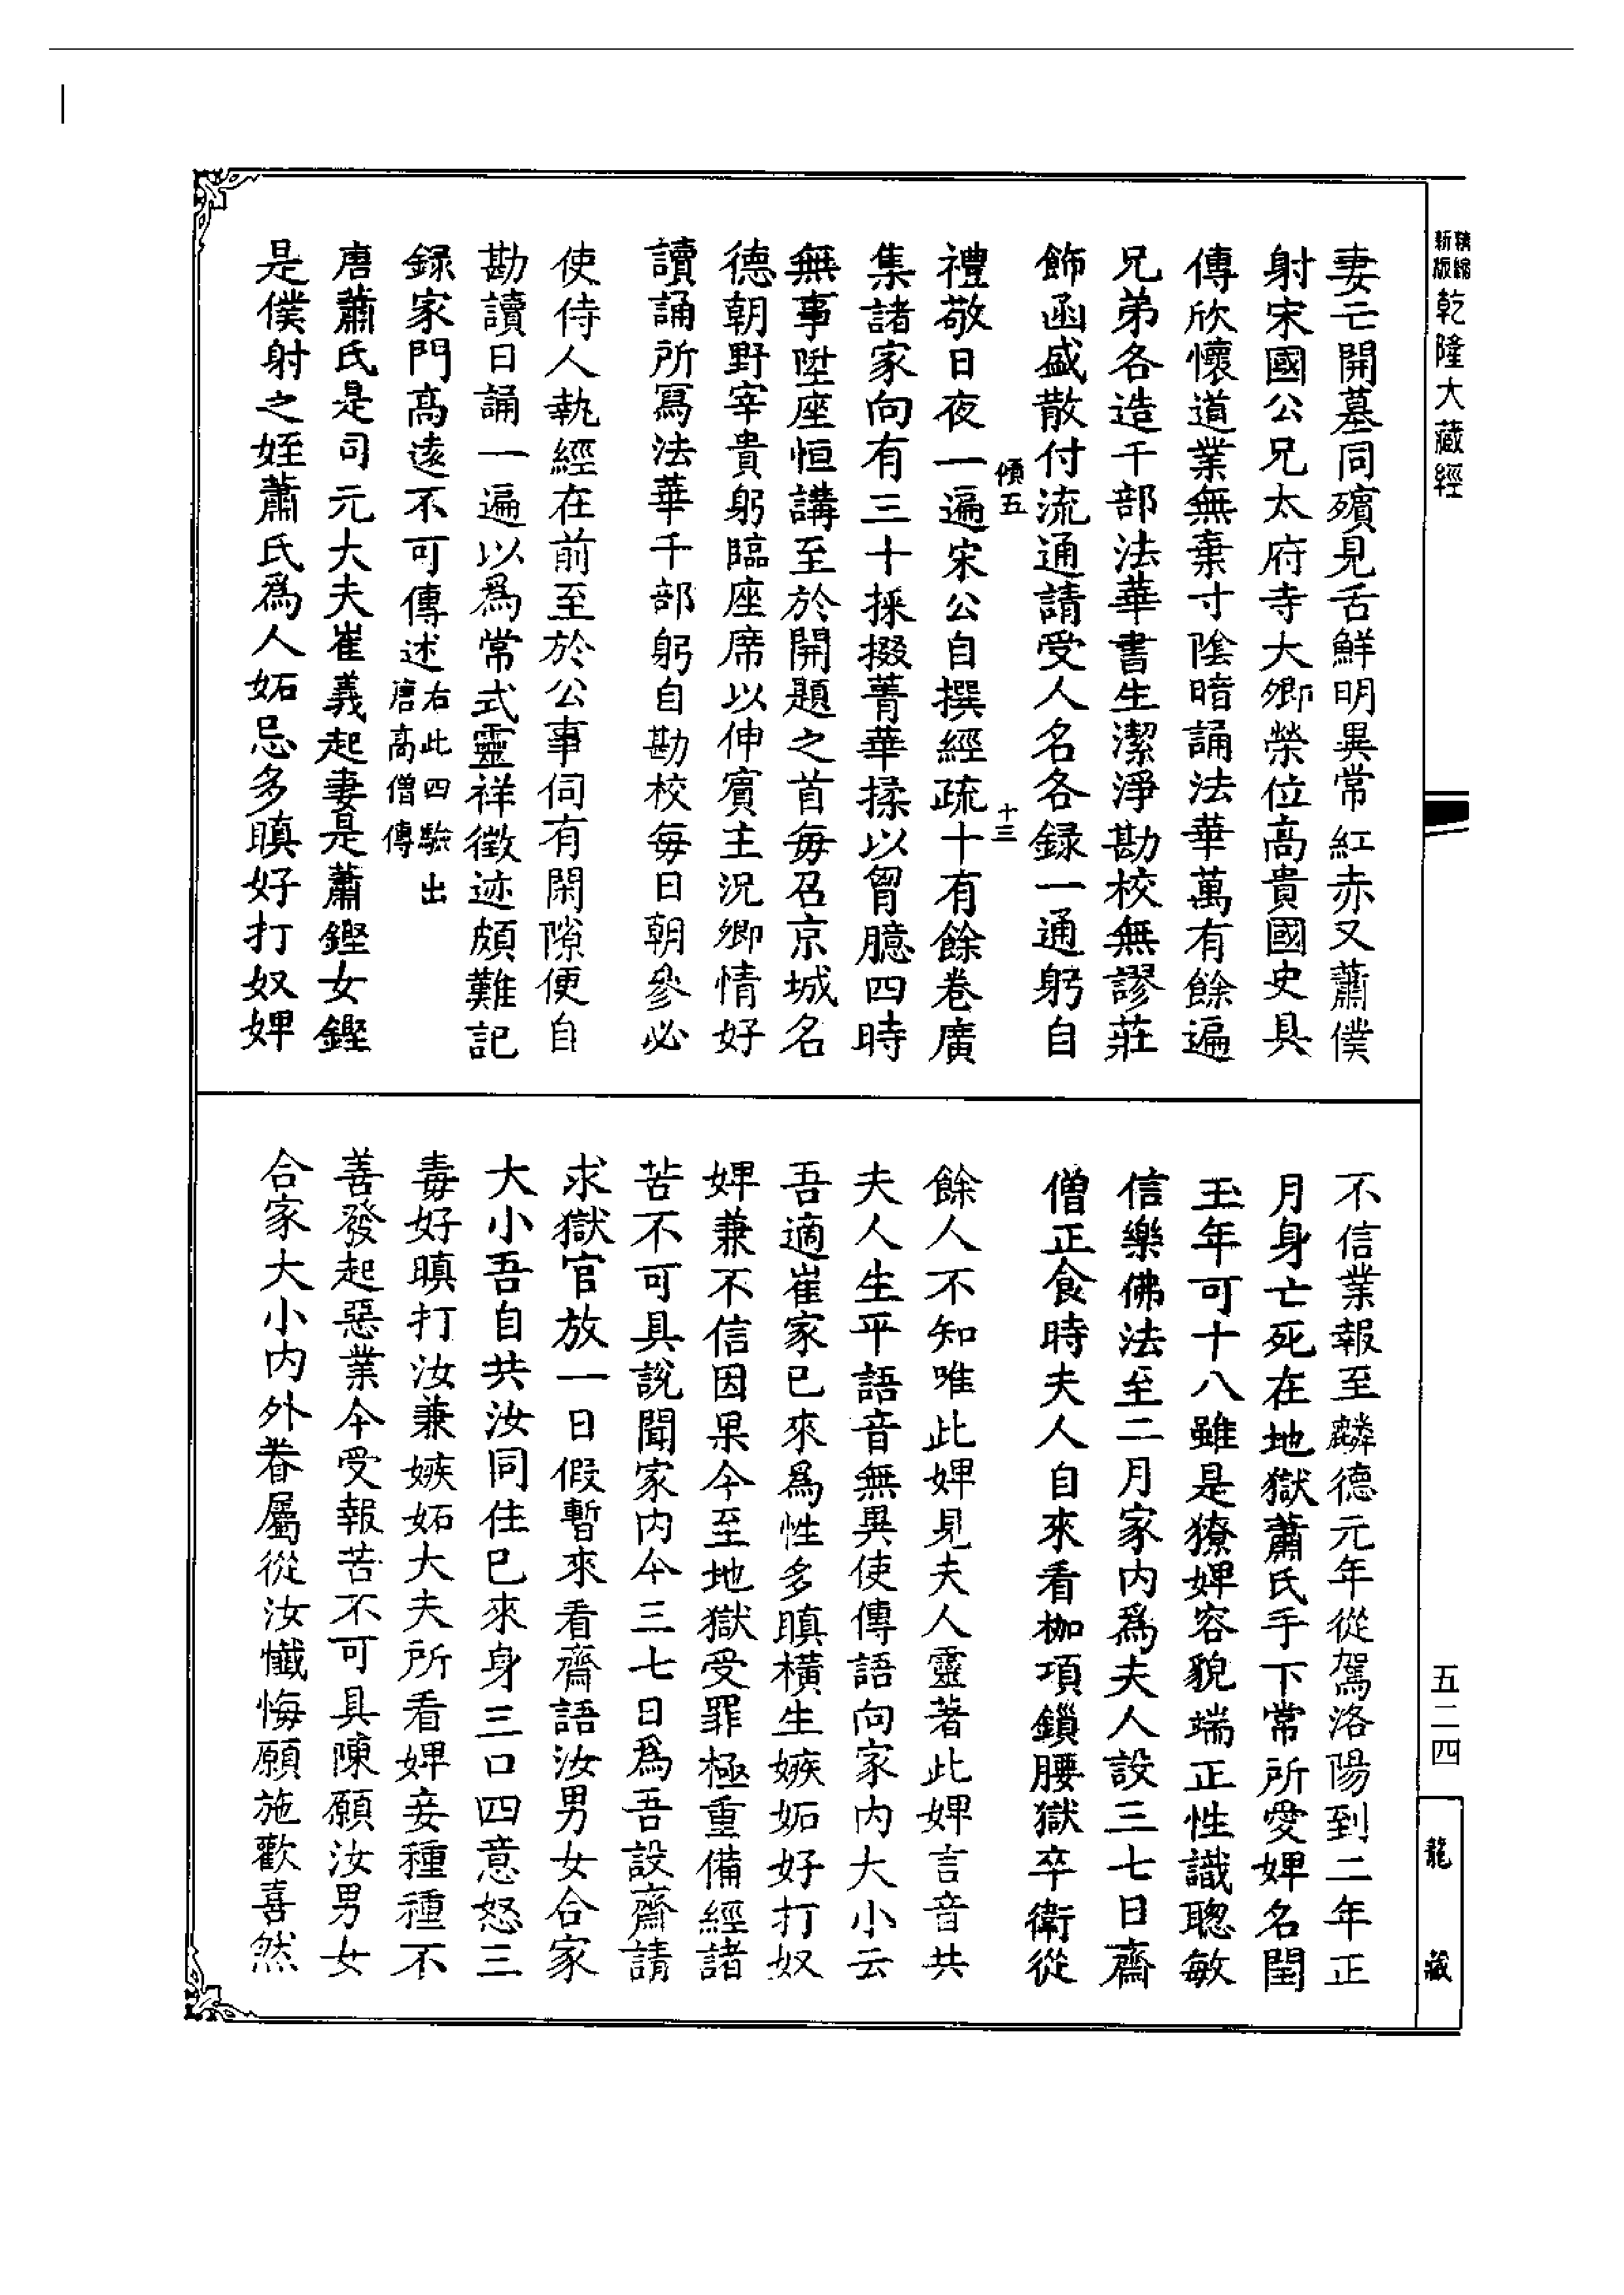 新版精縮乾隆大藏經
妻亡開墓同殯見舌鮮明異常紅赤又蕭僕
射宋國公兄太府寺大卿榮位高貴國史具
傳欣懷道業無棄寸陰暗誦法華萬有餘遍
兄弟各造千部法華書生潔淨勘校無謬莊
飾函盛散付流通請受人名各録一通躬自
傾五 十三
禮敬日夜一遍宋公自撰經疏十有餘卷廣
集諸家向有三十採掇菁華揉以胷臆四時
無事陞座恒講至於開題之首每召京城名
德朝野宰貴躬臨座席以伸賓主況卿情好
讀誦所寫法華千部躬自勘校每日朝參必
使侍人執經在前至於公事伺有閑隙便自
勘讀日誦一遍以爲常式靈祥徵迹頗難記
録家門高遠不可傳述右此四驗出唐高僧傳
唐蕭氏是司元大夫崔義起妻是蕭鏗女鏗
是僕射之姪蕭氏爲人妬忌多瞋好打奴婢
不信業報至麟德元年從駕洛陽到二年正
月身亡死在地獄蕭氏手下常所愛婢名閏
玉年可十八雖是獠婢容貌端正性識聰敏
信樂佛法至二月家内爲夫人設三七日齋
僧正食時夫人自來看枷項鎖腰獄卒衛從
餘人不知唯此婢見夫人靈著此婢言音共
夫人生平語音無異使傳語向家内大小云
吾適崔家已來爲性多瞋橫生嫉妬好打奴
婢兼不信因果今至地獄受罪極重備經諸
苦不可具說聞家内今三七日爲吾設齋請
求獄官放一日假暫來看齋語汝男女合家
大小吾自共汝同住已來身三口四意怒三
毒好瞋打汝兼嫉妬大夫所看婢妾種種不
善發起惡業今受報苦不可具陳願汝男女
合家大小内外眷屬從汝懺悔願施歡喜然
五二四
龍藏